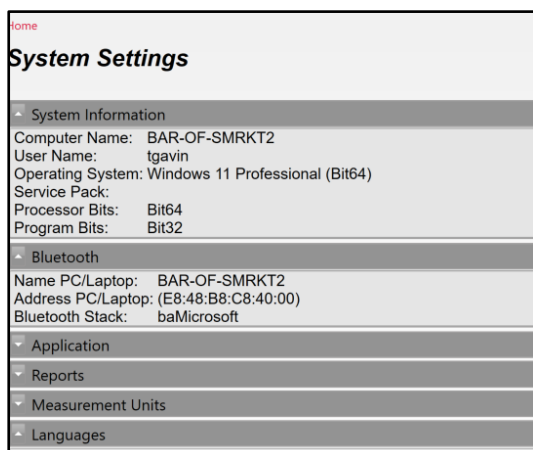 Home
System Settings
System Information
Computer Name: BAR-OF-SMRKT2
User Name: tgavin
Operating System: Windows 11 Professional (Bit64)
Service Pack:
Processor Bits: Bit64
Program Bits: Bit32
Bluetooth
Name PC/Laptop: BAR-OF-SMRKT2
Address PC/Laptop: (E8:48:B8:C8:40:00)
Bluetooth Stack: baMicrosoft
Application
Reports
Measurement Units
Languages